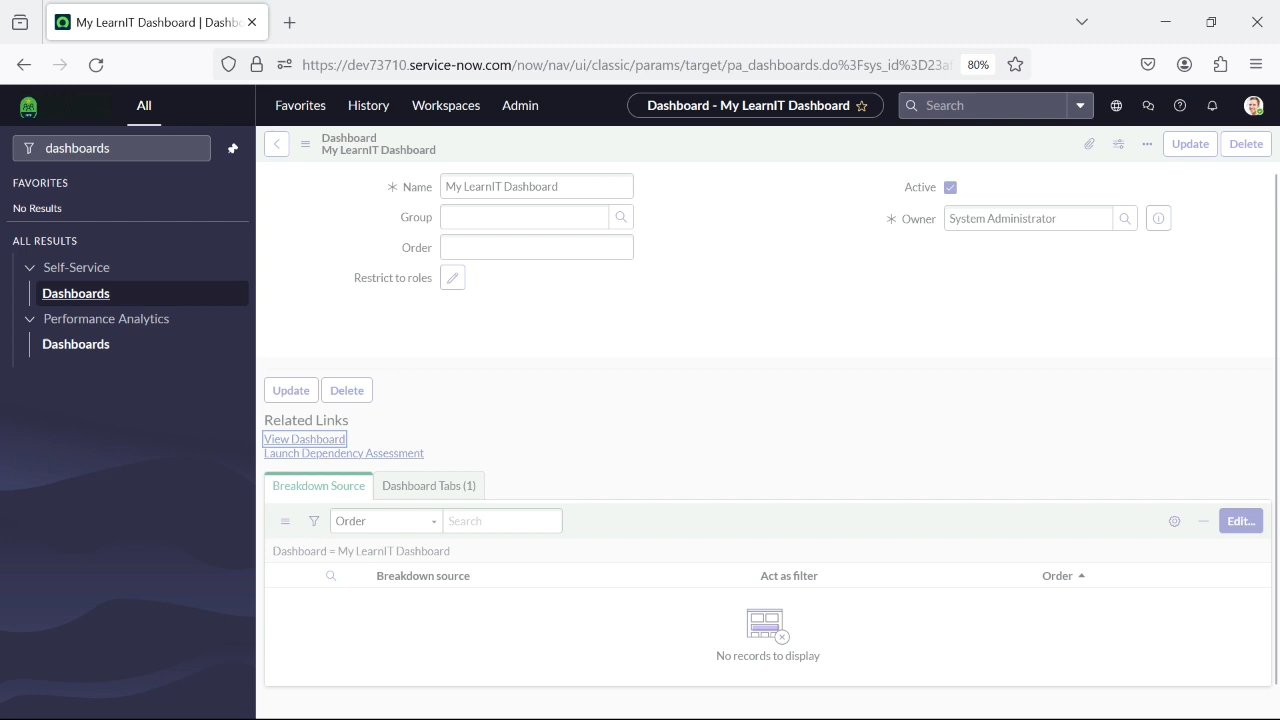 My LearnIT Dashboard | Dashbo
https://dev73710.service-now.com/now/nav/ui/classic/params/target/pa_dashboards.do%3Fsys_id%3D23a
80%
All
Favorites
History
Workspaces
Admin
Dashboard - My LearnIT Dashboard
Search
dashboards
FAVORITES
No Results
ALL RESULTS
Self-Service
Dashboards
Performance Analytics
Dashboards
Dashboard
My LearnIT Dashboard
Update
Delete
Name
My LearnIT Dashboard
Active
Group
Owner
System Administrator
Order
Restrict to roles
Update
Delete
Related Links
View Dashboard
Launch Dependency Assessment
Breakdown Source
Dashboard Tabs (1)
Order
Search
Edit...
Dashboard = My LearnIT Dashboard
Breakdown source
Act as filter
Order
No records to display